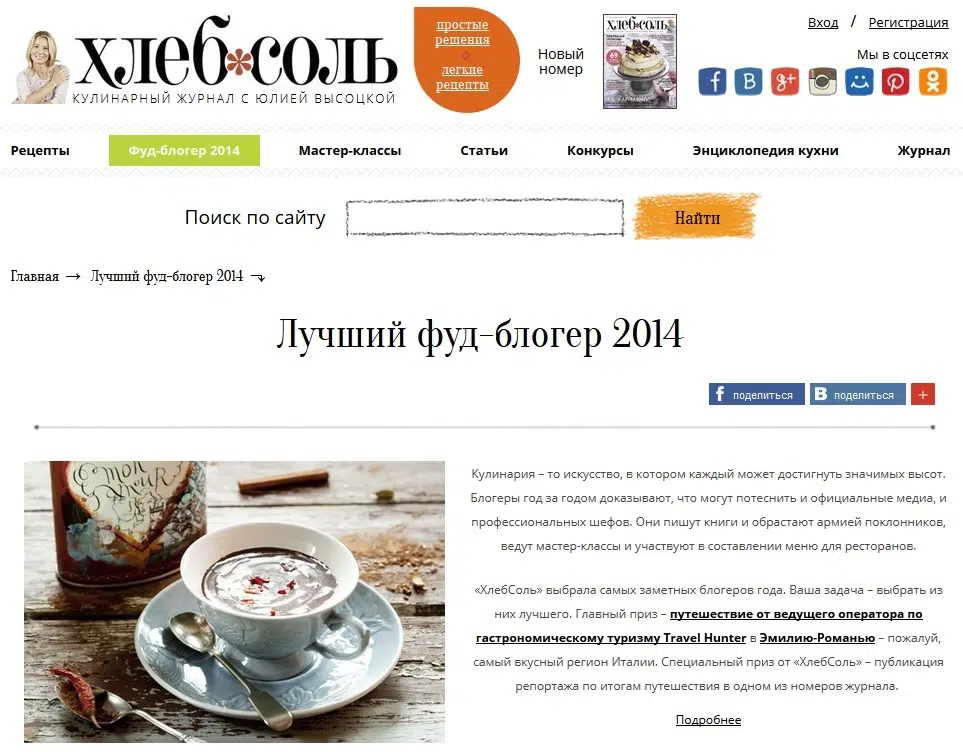 Вход / Регистрация
простые
решения
легкие
рецепты
хлеб*соль
КУЛИНАРНЫЙ ЖУРНАЛ С ЮЛИЕЙ ВЫСОЦКОЙ
Новый
номер
хлеб*соль
69
Мы в соцсетях
Рецепты Фуд-блогер 2014 Мастер-классы Статьи Конкурсы Энциклопедия кухни Журнал
Поиск по сайту Найти
Главная → Лучший фуд-блогер 2014
Лучший фуд-блогер 2014
поделиться В поделиться +
mon
amour
Кулинария – то искусство, в котором каждый может достигнуть значимых высот.
Блогеры год за годом доказывают, что могут потеснить и официальные медиа, и
профессиональных шефов. Они пишут книги и обрастают армией поклонников,
ведут мастер-классы и участвуют в составлении меню для ресторанов.
«ХлебСоль» выбрала самых заметных блогеров года. Ваша задача – выбрать из
них лучшего. Главный приз – путешествие от ведущего оператора по
гастрономическому туризму Travel Hunter в Эмилию-Романью – пожалуй,
самый вкусный регион Италии. Специальный приз от «ХлебСоль» – публикация
репортажа по итогам путешествия в одном из номеров журнала.
Подробнее